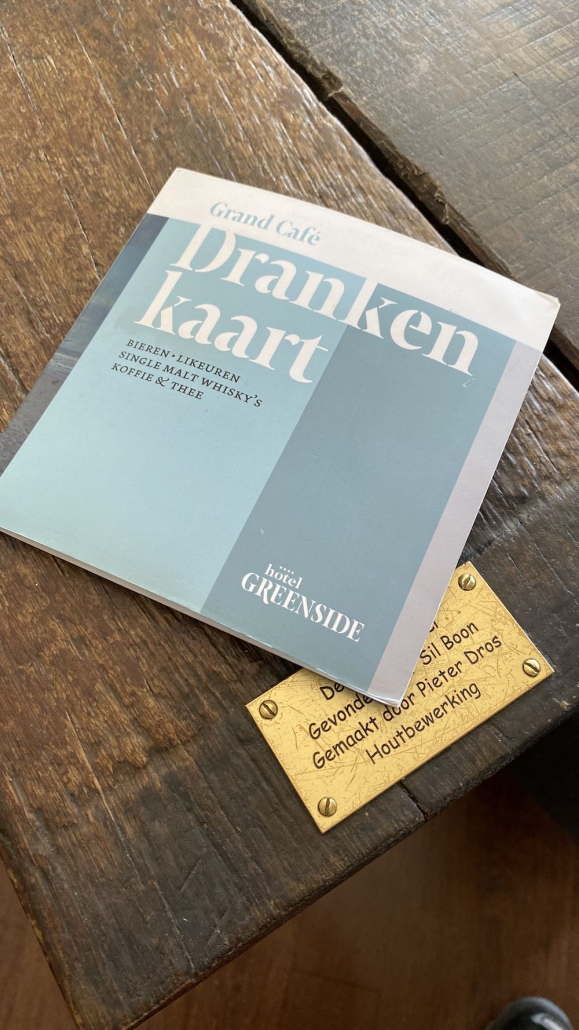 Grand Café
Dranken
kaart
BIEREN • LIKEUREN
SINGLE MALT WHISKY'S
KOFFIE & THEE
hotel
GREENSIDE
Sil Boon
Gemaakt door Pieter Dros
Houtbewerking